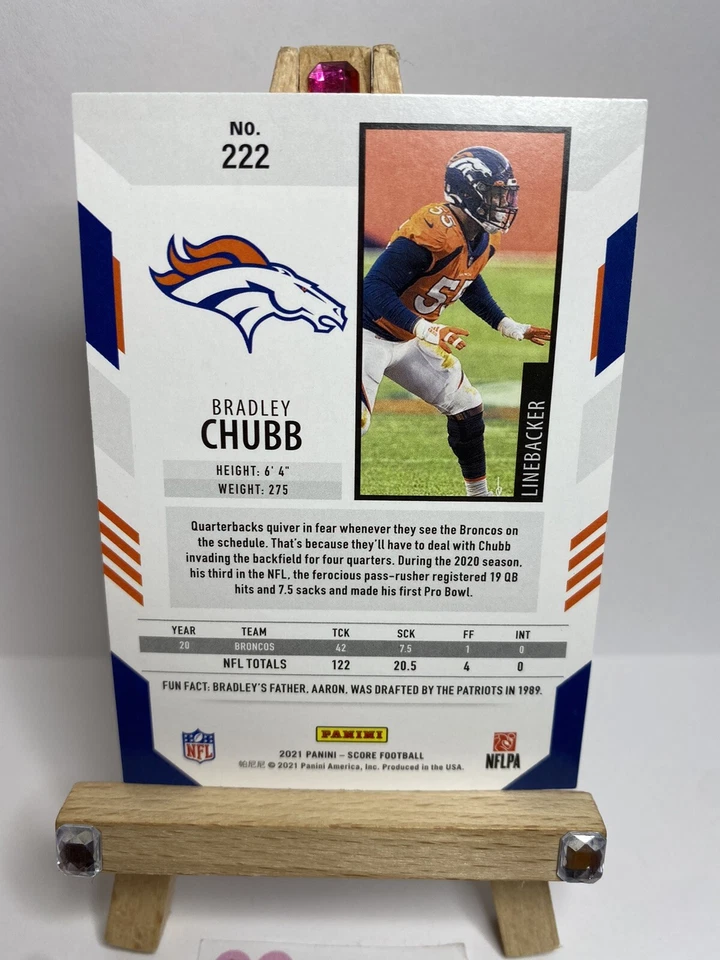 NO.
222
55
55
LINEBACKER
BRADLEY
CHUBB
HEIGHT: 6' 4"
WEIGHT: 275
Quarterbacks quiver in fear whenever they see the Broncos on
the schedule. That's because they'll have to deal with Chubb
invading the backfield for four quarters. During the 2020 season,
his third in the NFL, the ferocious pass-rusher registered 19 QB
hits and 7.5 sacks and made his first Pro Bowl.
YEAR TEAM TCK SCK FF INT
20 BRONCOS 42 7.5 1 0
NFL TOTALS 122 20.5 4 0
FUN FACT: BRADLEY'S FATHER, AARON, WAS DRAFTED BY THE PATRIOTS IN 1989.
NFL
PANINI
2021 PANINI – SCORE FOOTBALL
帕尼尼 © 2021 Panini America, Inc. Produced in the USA.
NFLPA